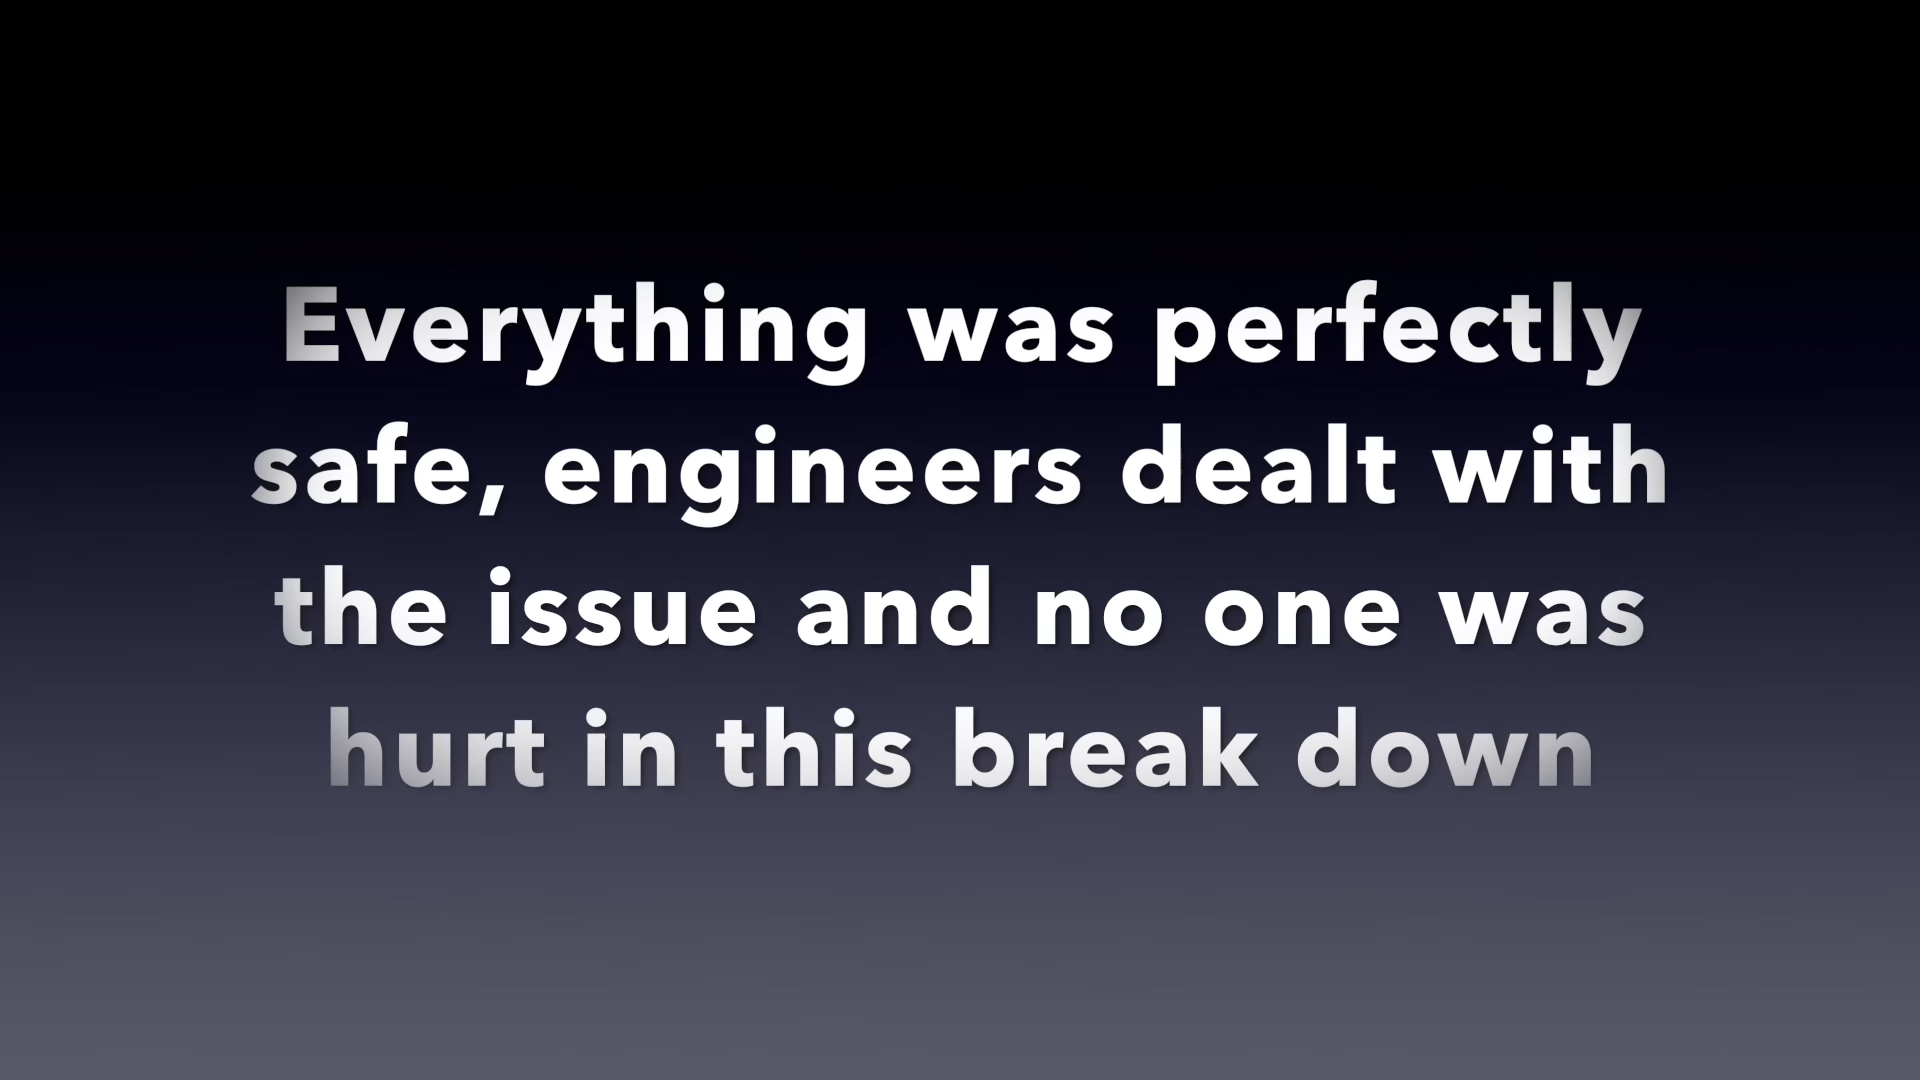 Everything was perfectly
safe, engineers dealt with
the issue and no one was
hurt in this break down